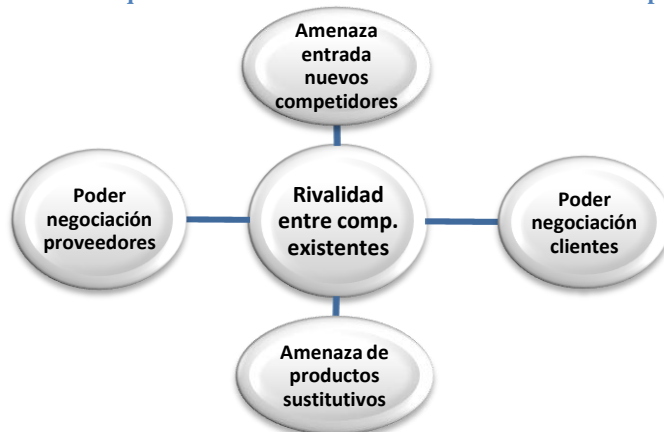 Amenaza
entrada
nuevos
competidores
Poder
negociación
proveedores
Rivalidad
entre comp.
existentes
Poder
negociación
clientes
Amenaza de
productos
sustitutivos